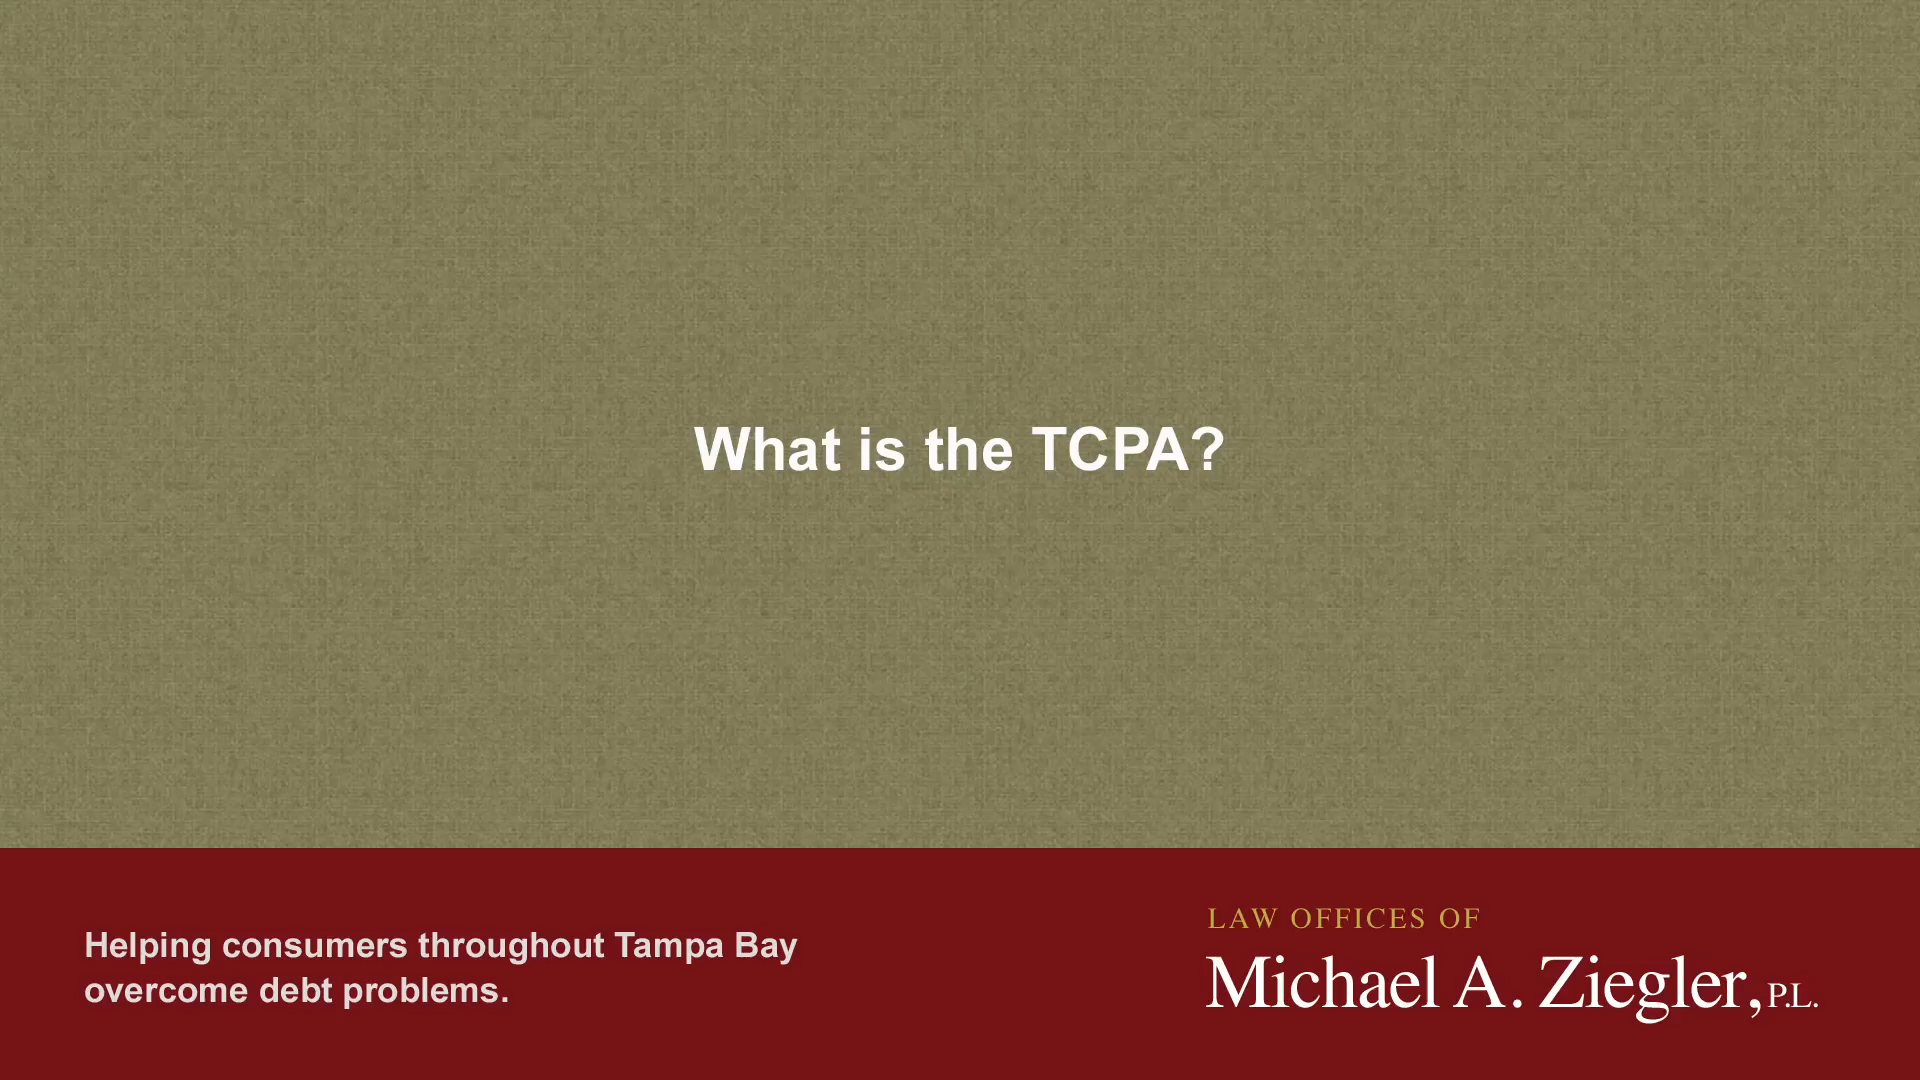 What is the TCPA?
Helping consumers throughout Tampa Bay
overcome debt problems.
LAW OFFICES OF
Michael A. Ziegler, P.L.